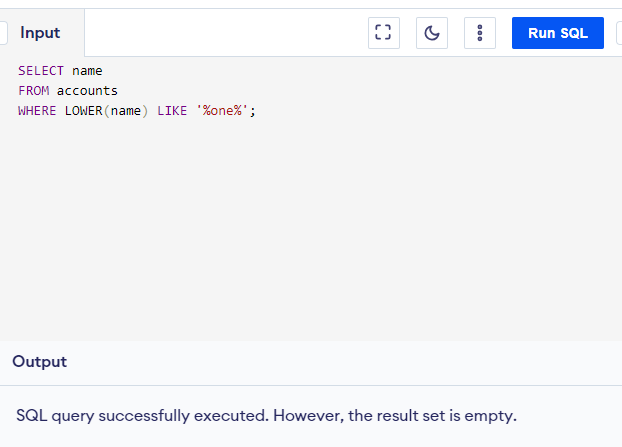 Input
Run SQL
SELECT name
FROM accounts
WHERE LOWER(name) LIKE '%one%';
Output
SQL query successfully executed. However, the result set is empty.